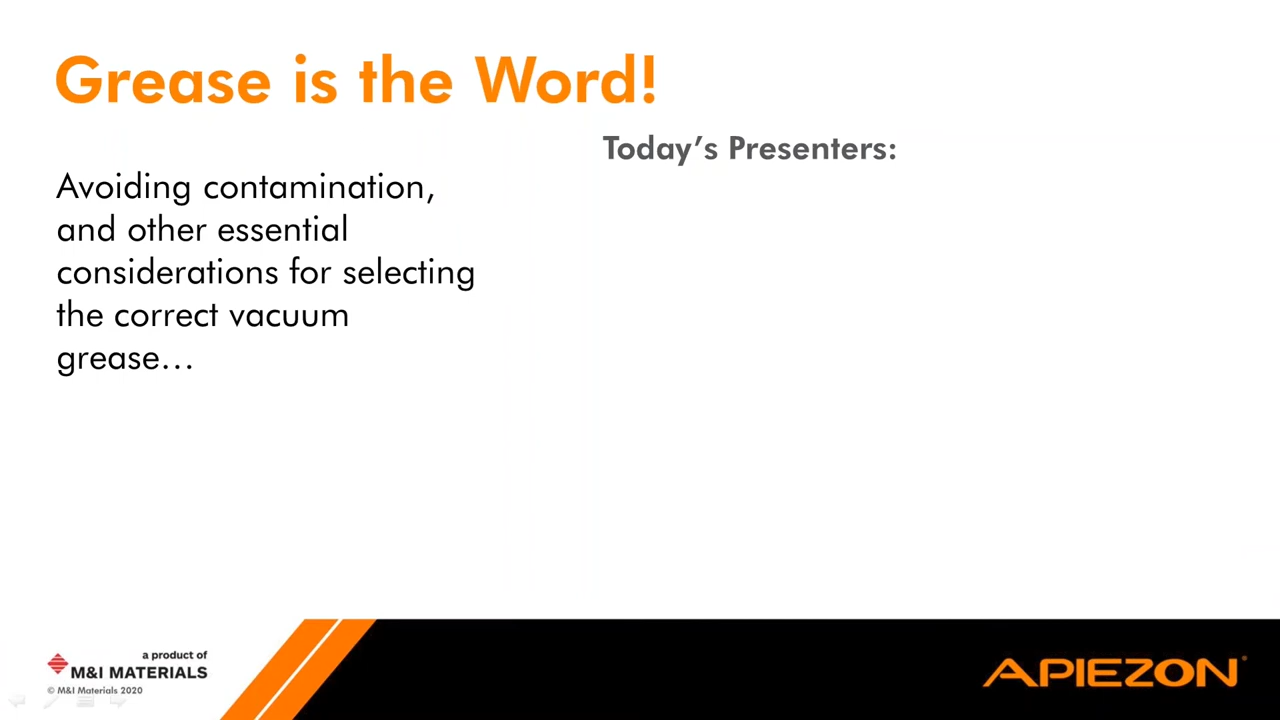 Grease is the Word!
Today's Presenters:
Avoiding contamination,
and other essential
considerations for selecting
the correct vacuum
grease...
a product of
M&I MATERIALS
© M&I Materials 2020
APIEZON®